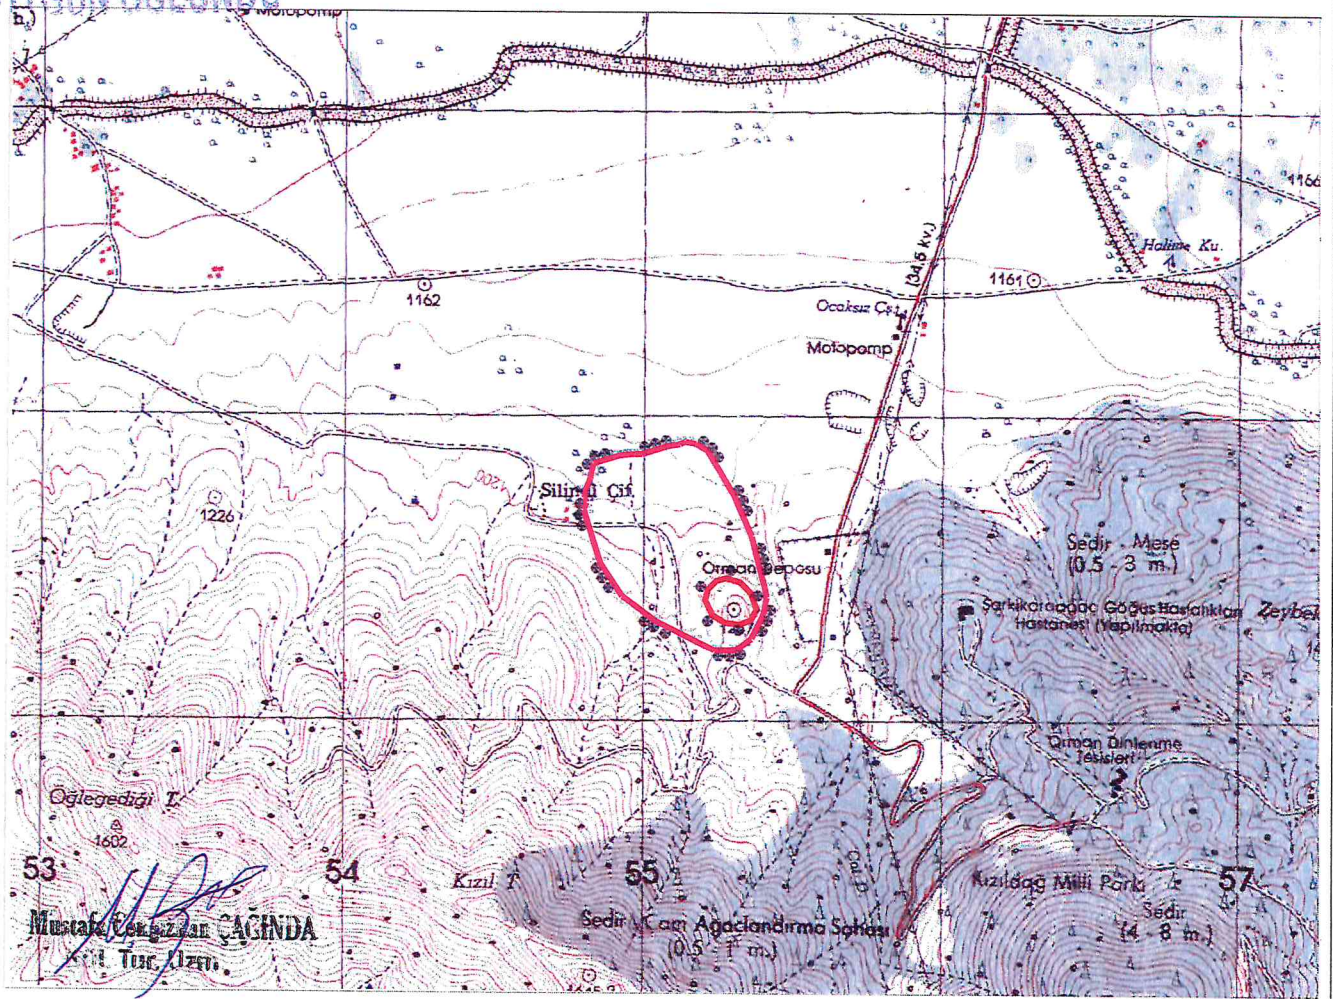 Motopomp
h.)
1166
Halime Ku.
(34.5 kv.)
1161
1162
Ocaksız Çş.
Motopomp
1200
Çif.
1226
Orman Deposu
Sedir - Meşe
(0.5 - 3 m.)
Şarkikaraağaç Göğüs Hastalıkları
Hastanesi (Yapılmakta)
Zeybek
Orman Dinlenme
Tesisleri
Öğlegediği T.
1602
53
54
55
57
Kızıl T.
Kızıldağ Milli Parkı
Sedir
(4 - 8 m.)
Sedir Çam Ağaçlandırma Sahası
(0.5 - 1 m.)
Mustafa Cengizhan ÇAĞINDA